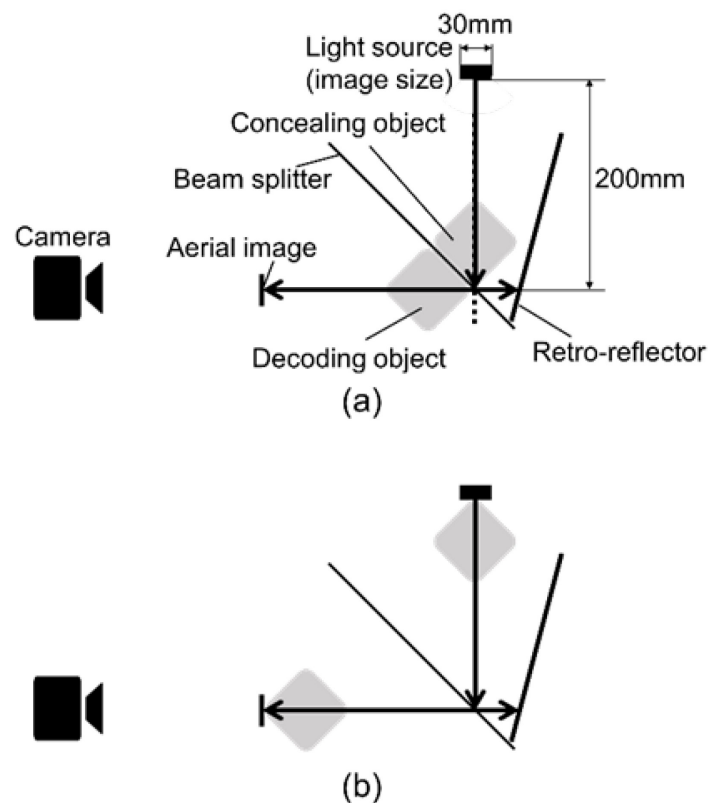 30mm
Light source
(image size)
Concealing object
Beam splitter
200mm
Camera
Aerial image
Retro-reflector
Decoding object
(a)
(b)